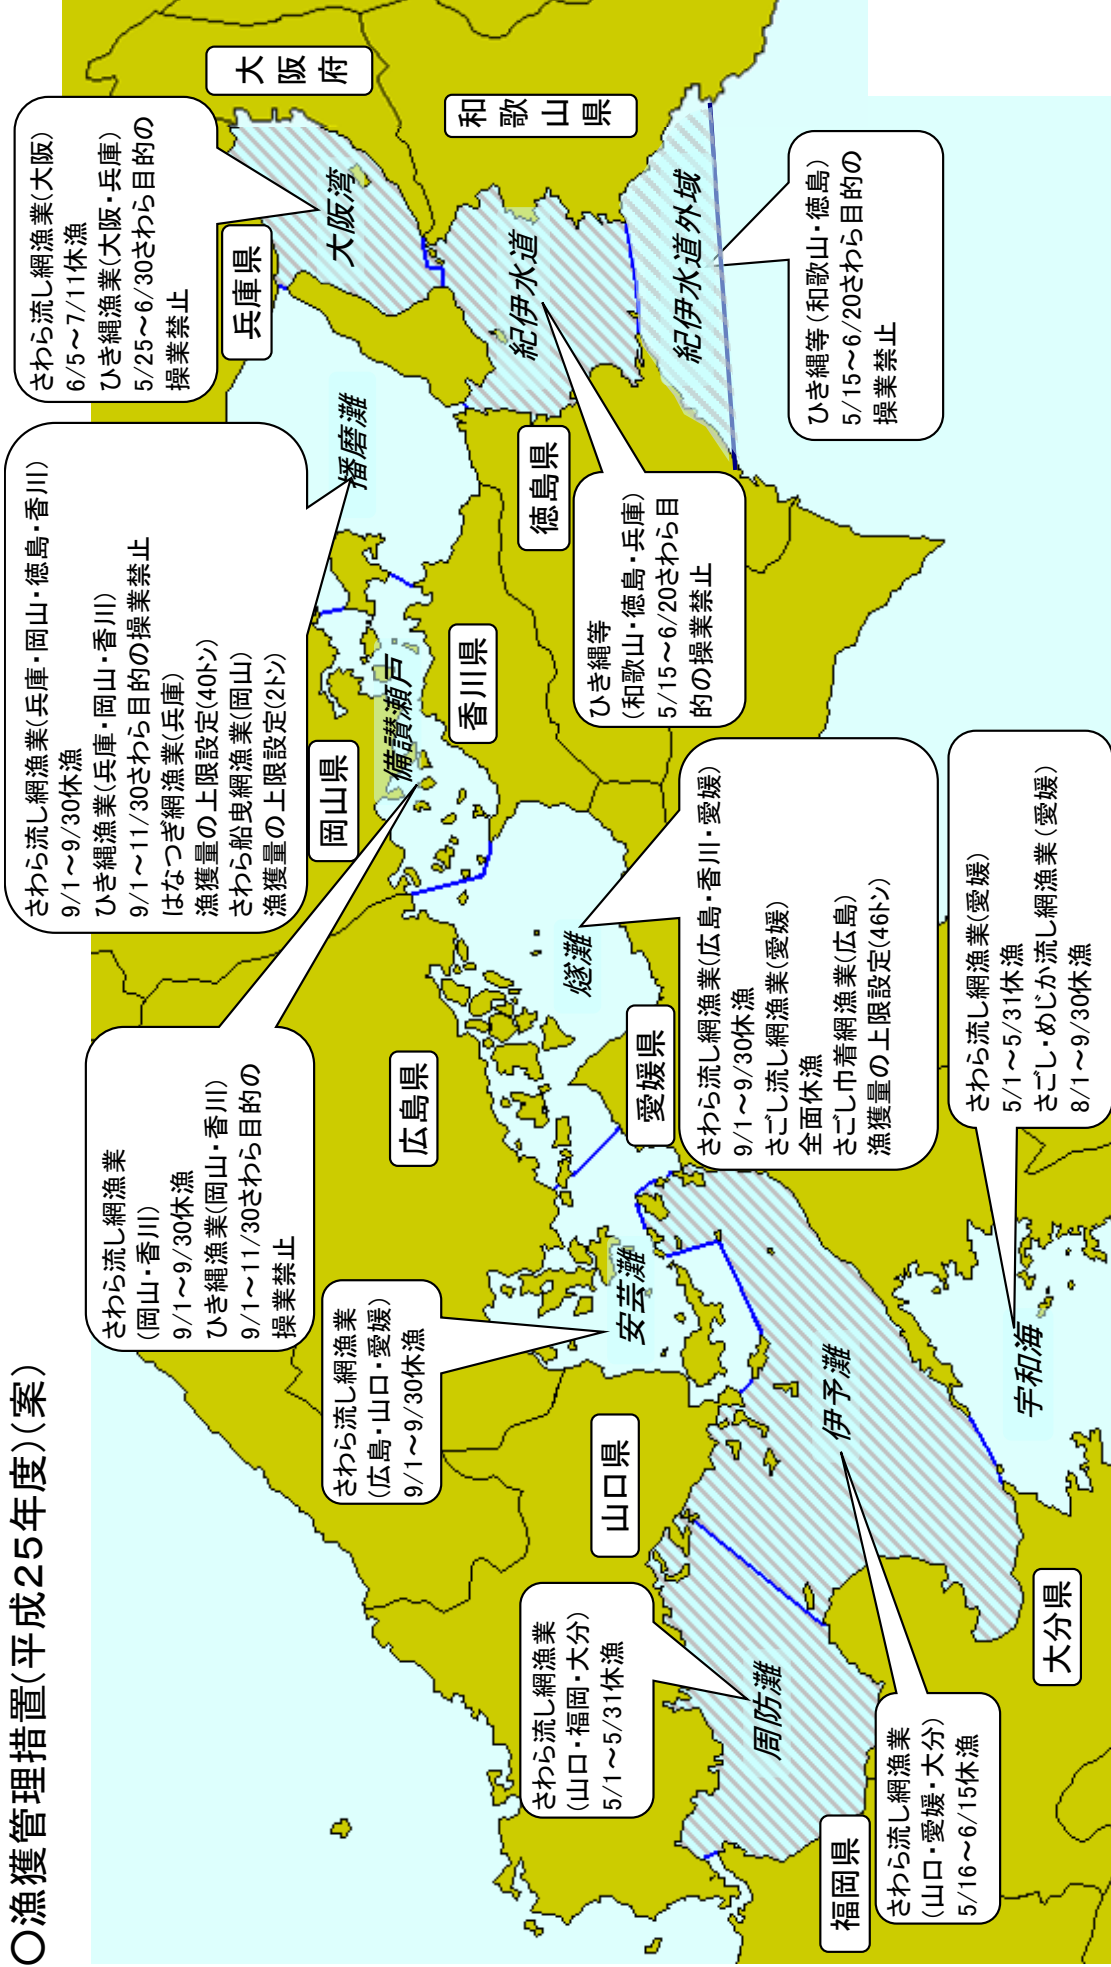 ○漁獲管理措置(平成25年度)(案)
さわら流し網漁業
(岡山・香川)
9/1～9/30休漁
ひき縄漁業(岡山・香川)
9/1～11/30さわら目的の
操業禁止
さわら流し網漁業(兵庫・岡山・徳島・香川)
9/1～9/30休漁
ひき縄漁業(兵庫・岡山・香川)
9/1～11/30さわら目的の操業禁止
はなつぎ網漁業(兵庫)
漁獲量の上限設定(40トン)
さわら船曳網漁業(岡山)
漁獲量の上限設定(2トン)
さわら流し網漁業(大阪)
6/5～7/11休漁
ひき縄漁業(大阪・兵庫)
5/25～6/30さわら目的の
操業禁止
大阪府
兵庫県
和歌山県
大阪湾
播磨灘
岡山県
備讃瀬戸
香川県
徳島県
紀伊水道
紀伊水道外域
さわら流し網漁業
(広島・山口・愛媛)
9/1～9/30休漁
広島県
燧灘
愛媛県
安芸灘
山口県
さわら流し網漁業
(山口・福岡・大分)
5/1～5/31休漁
周防灘
伊予灘
宇和海
ひき縄等
(和歌山・徳島・兵庫)
5/15～6/20さわら目
的の操業禁止
ひき縄等(和歌山・徳島)
5/15～6/20さわら目的の
操業禁止
さわら流し網漁業(広島・香川・愛媛)
9/1～9/30休漁
さごし流し網漁業(愛媛)
全面休漁
さごし巾着網漁業(広島)
漁獲量の上限設定(46トン)
さわら流し網漁業(愛媛)
5/1～5/31休漁
さごし・めじか流し網漁業(愛媛)
8/1～9/30休漁
福岡県
さわら流し網漁業
(山口・愛媛・大分)
5/16～6/15休漁
大分県